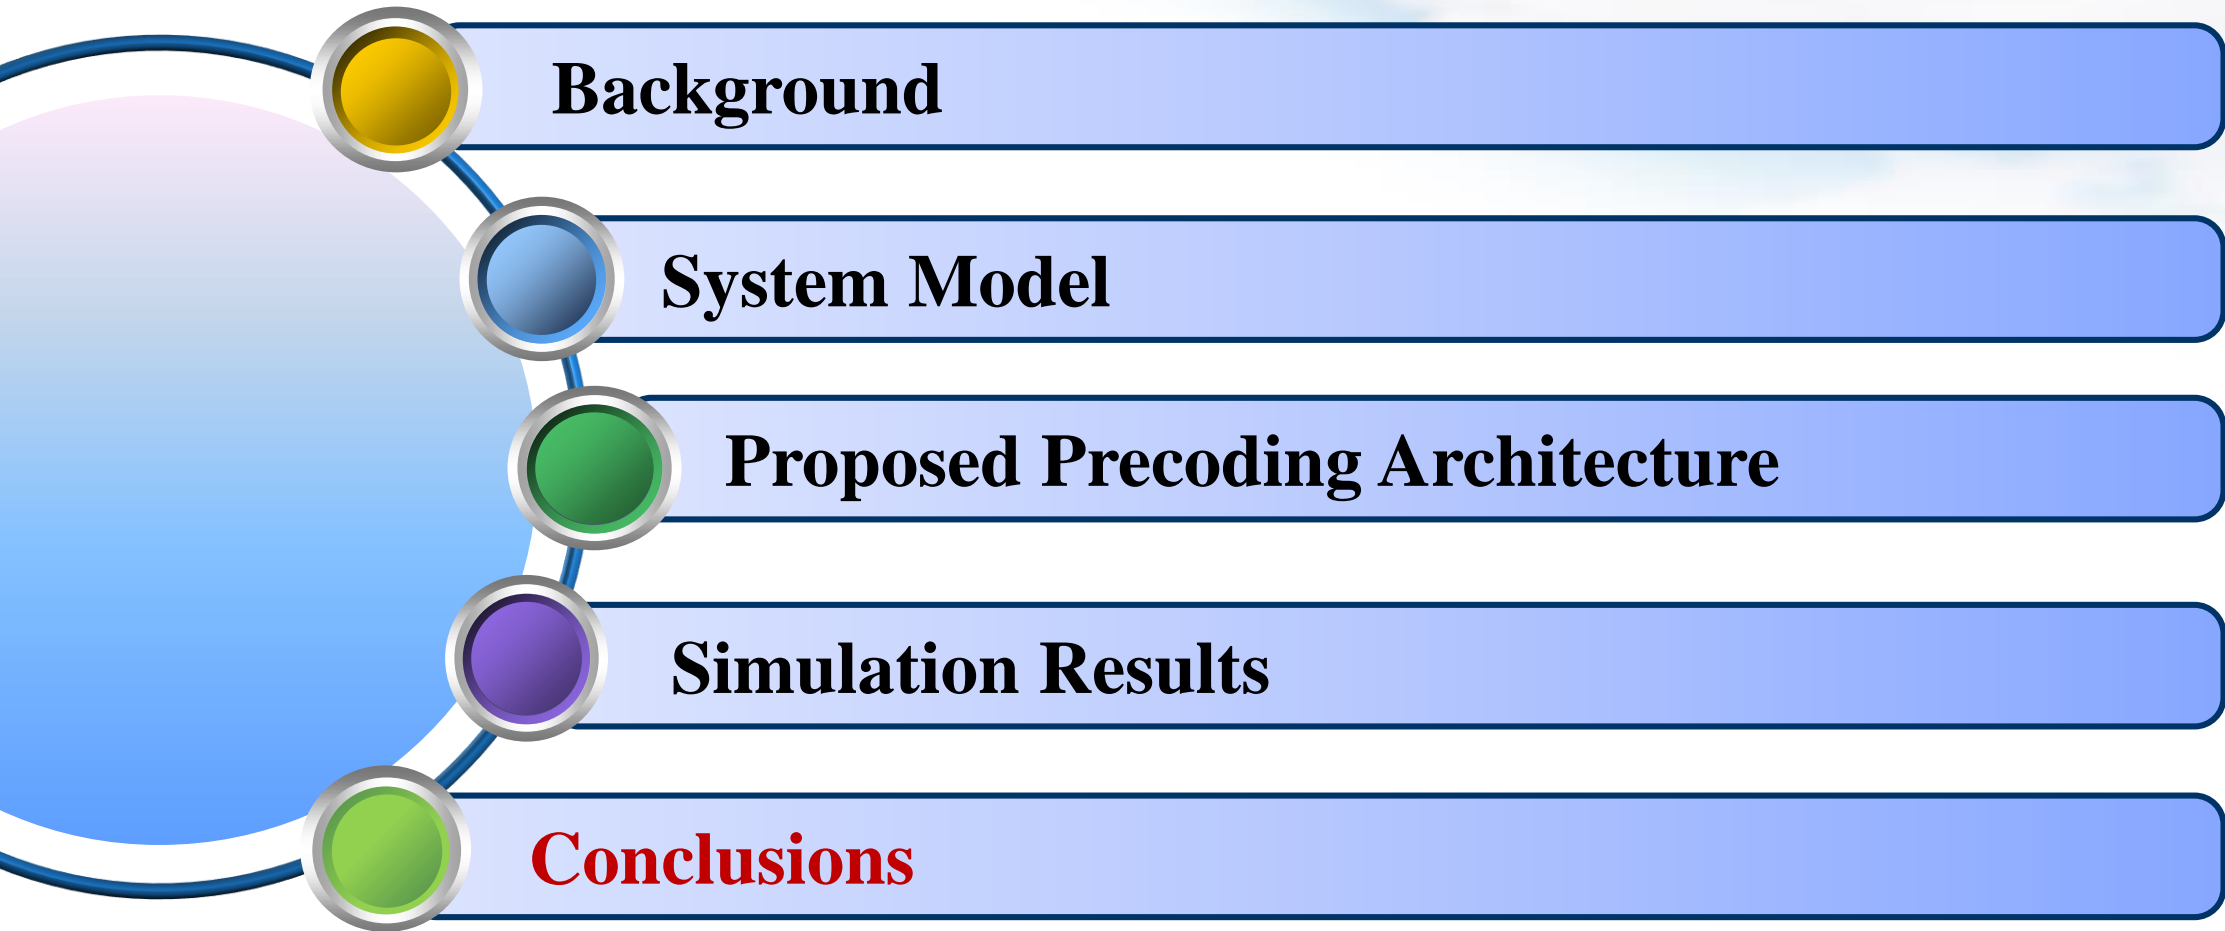 Background
System Model
Proposed Precoding Architecture
Simulation Results
Conclusions